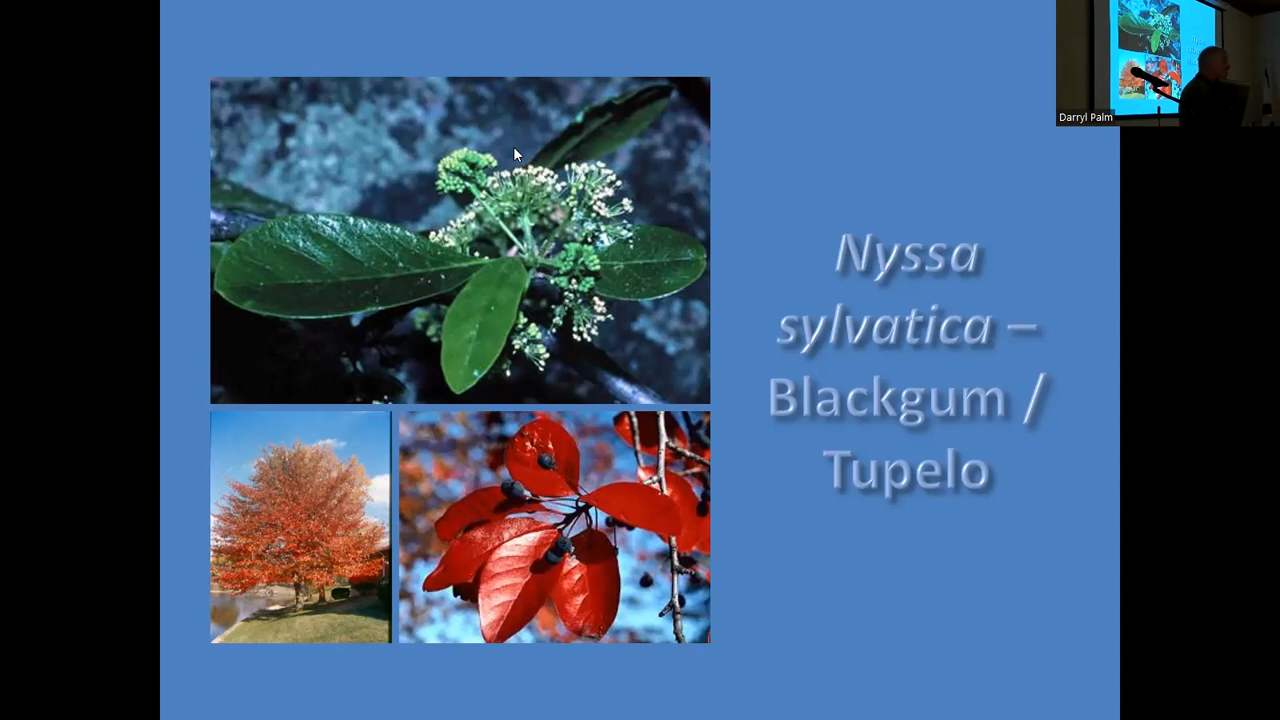 Darryl Palm
Nyssa
sylvatica –
Blackgum /
Tupelo